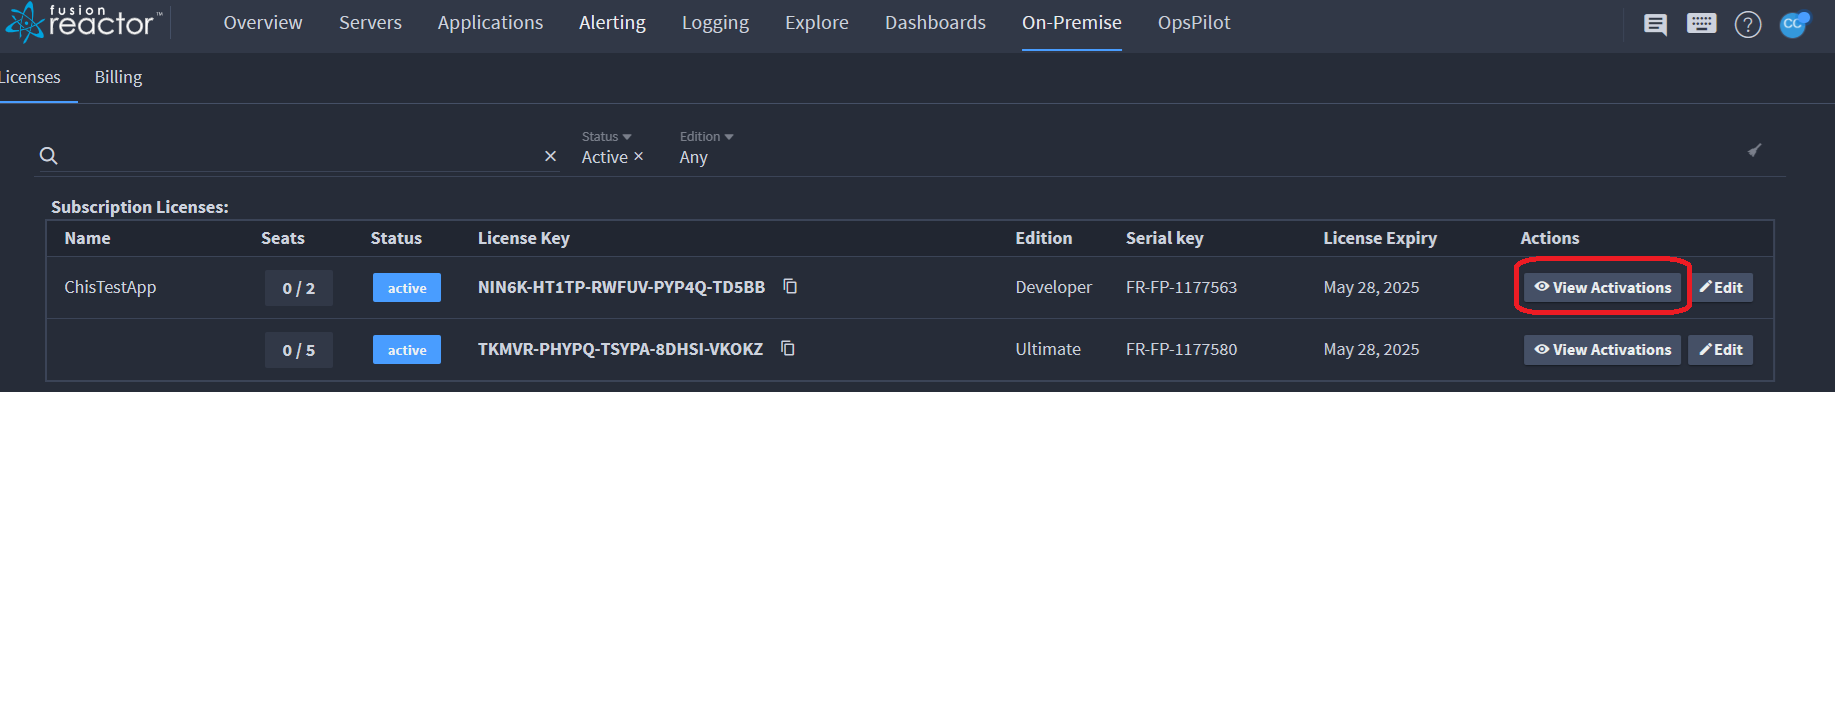 fusion reactor™
Overview Servers Applications Alerting Logging Explore Dashboards On-Premise OpsPilot CC
Licenses Billing
Status Edition
Active × Any
Subscription Licenses:
Name Seats Status License Key Edition Serial key License Expiry Actions
ChisTestApp 0 / 2 active NIN6K-HT1TP-RWFUV-PYP4Q-TD5BB Developer FR-FP-1177563 May 28, 2025 View Activations Edit
0 / 5 active TKMVR-PHYPQ-TSYPA-8DHSI-VKOKZ Ultimate FR-FP-1177580 May 28, 2025 View Activations Edit